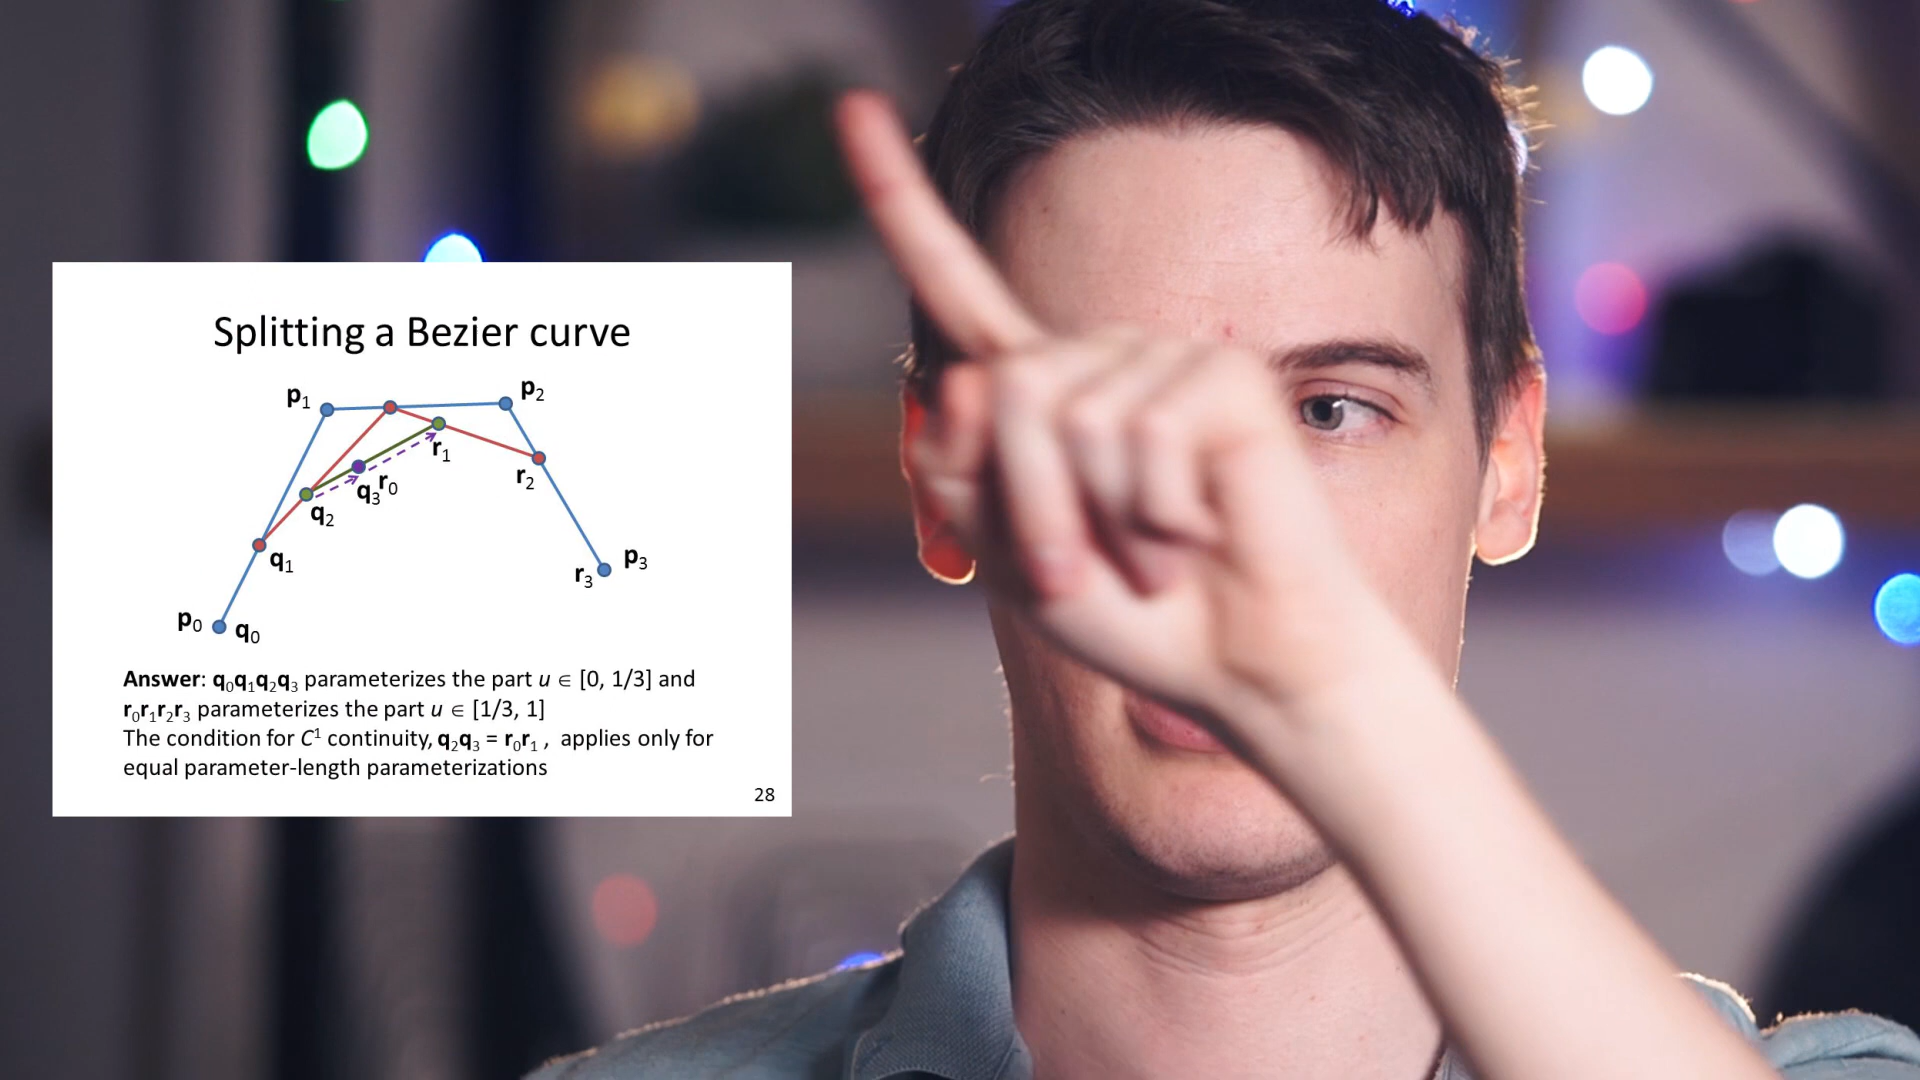 Splitting a Bezier curve
p₁
p₂
r₁
r₂
q₃ r₀
q₂
q₁
p₃
r₃
p₀
q₀
Answer: q₀q₁q₂q₃ parameterizes the part u ∈ [0, 1/3] and
r₀r₁r₂r₃ parameterizes the part u ∈ [1/3, 1]
The condition for C¹ continuity, q₂q₃ = r₀r₁ , applies only for
equal parameter-length parameterizations
28